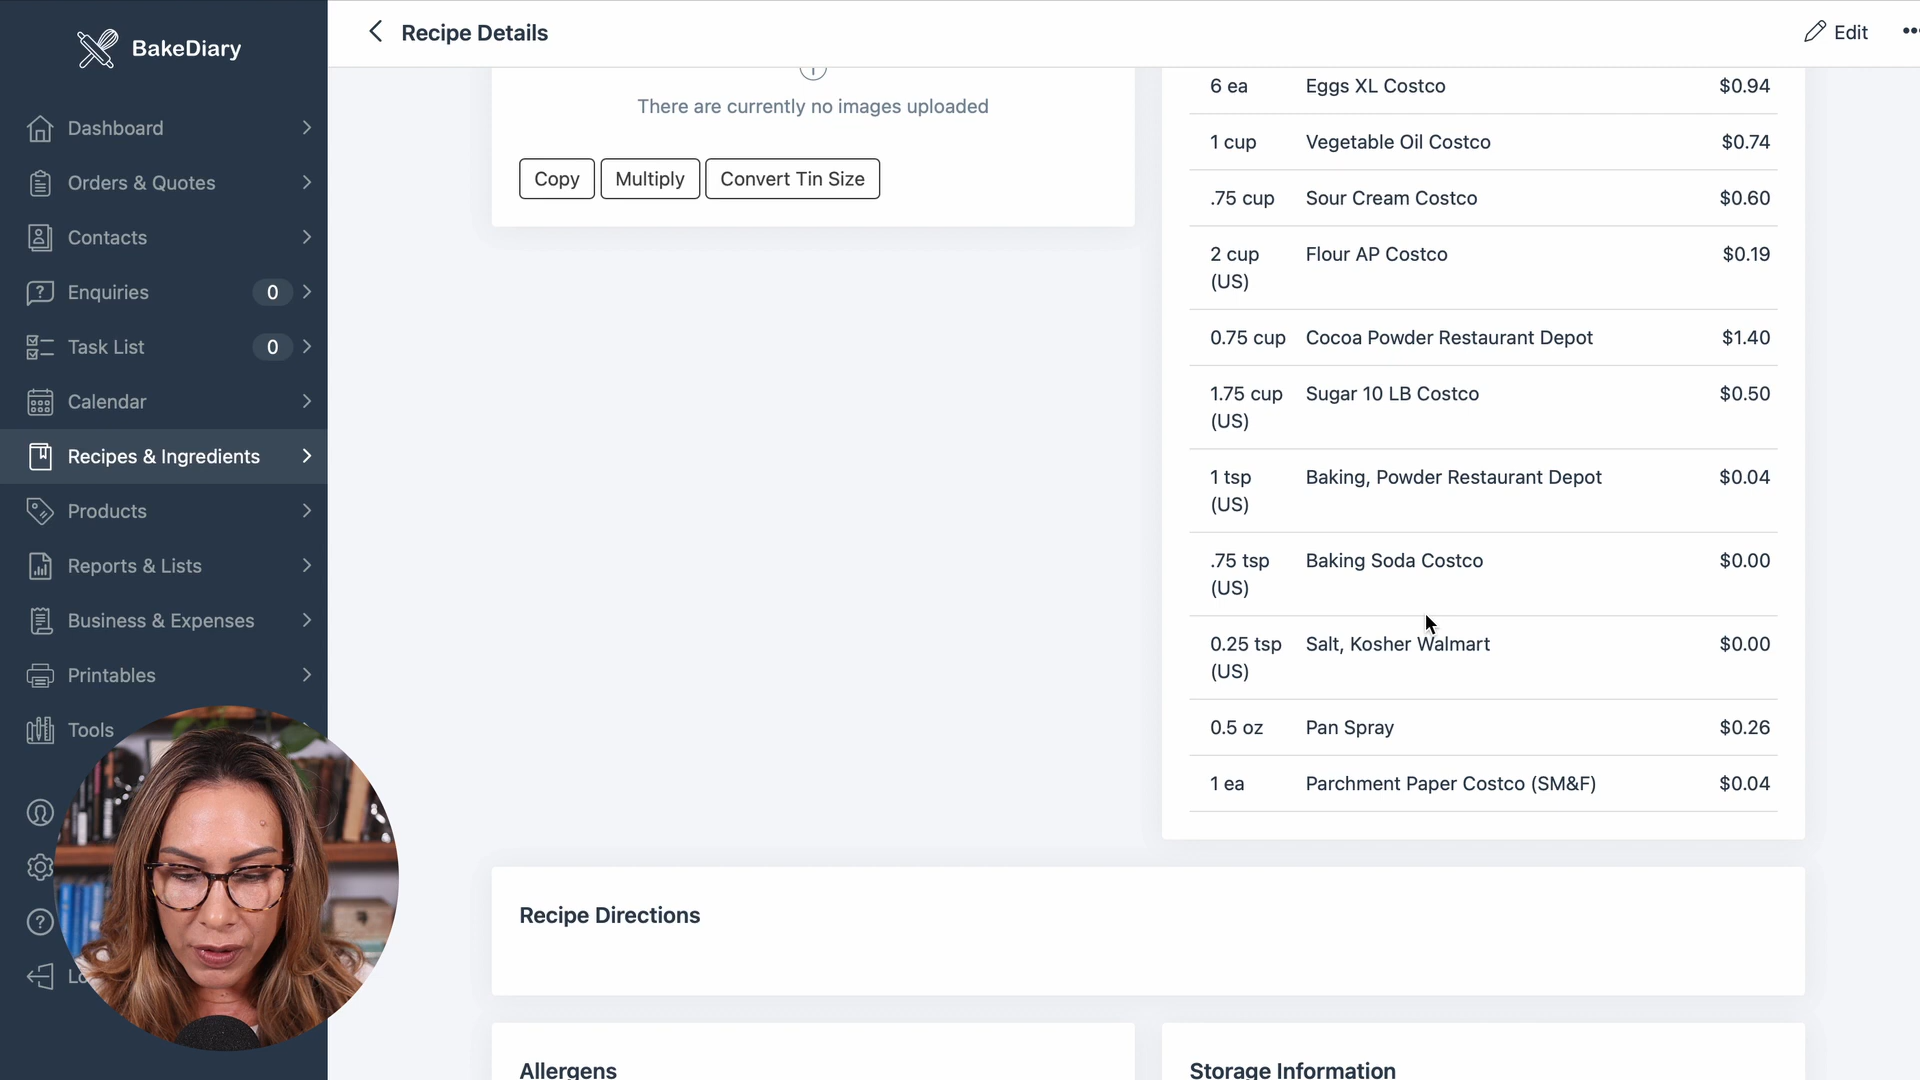 BakeDiary
Dashboard
Orders & Quotes
Contacts
Enquiries 0
Task List 0
Calendar
Recipes & Ingredients
Products
Reports & Lists
Business & Expenses
Printables
Tools
Recipe Details
Edit
There are currently no images uploaded
Copy Multiply Convert Tin Size
6 ea Eggs XL Costco $0.94
1 cup Vegetable Oil Costco $0.74
.75 cup Sour Cream Costco $0.60
2 cup Flour AP Costco $0.19
(US)
0.75 cup Cocoa Powder Restaurant Depot $1.40
1.75 cup Sugar 10 LB Costco $0.50
(US)
1 tsp Baking, Powder Restaurant Depot $0.04
(US)
.75 tsp Baking Soda Costco $0.00
(US)
0.25 tsp Salt, Kosher Walmart $0.00
(US)
0.5 oz Pan Spray $0.26
1 ea Parchment Paper Costco (SM&F) $0.04
Recipe Directions
Allergens
Storage Information